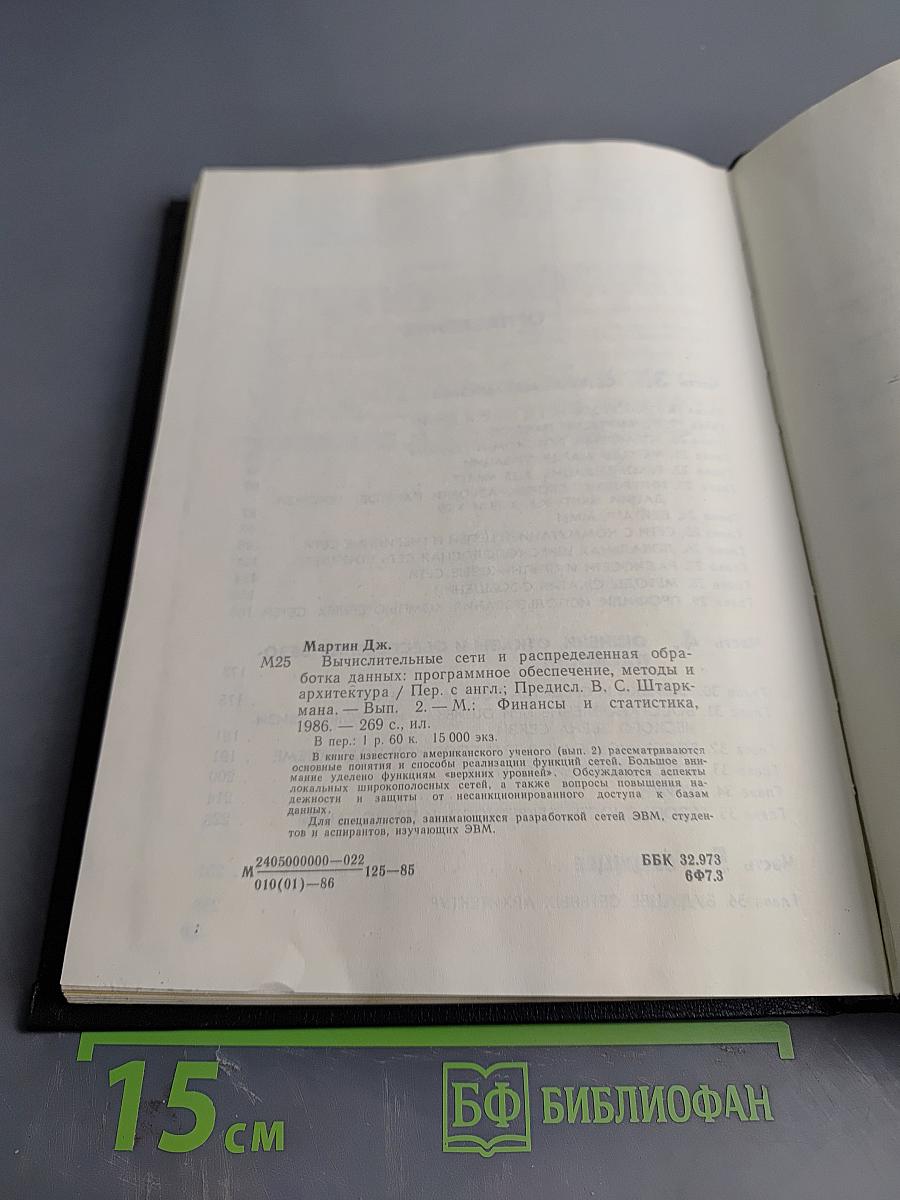 Мартин Дж.
М25 Вычислительные сети и распределенная обра-
ботка данных: программное обеспечение, методы и
архитектура / Пер. с англ.; Предисл. В. С. Штарк-
мана. — Вып. 2. — М.: Финансы и статистика,
1986. — 269 с., ил.
В пер.: 1 р. 60 к. 15 000 экз.
В книге известного американского ученого (вып. 2) рассматриваются
основные понятия и способы реализации функций сетей. Большое вни-
мание уделено функциям «верхних уровней». Обсуждаются аспекты
локальных широкополосных сетей, а также вопросы повышения на-
дежности и защиты от несанкционированного доступа к базам
данных.
Для специалистов, занимающихся разработкой сетей ЭВМ, студен-
тов и аспирантов, изучающих ЭВМ.
М 2405000000—022
010(01)—86
125—85
ББК 32.973
6Ф7.3
15 см
БФ БИБЛИОФАН